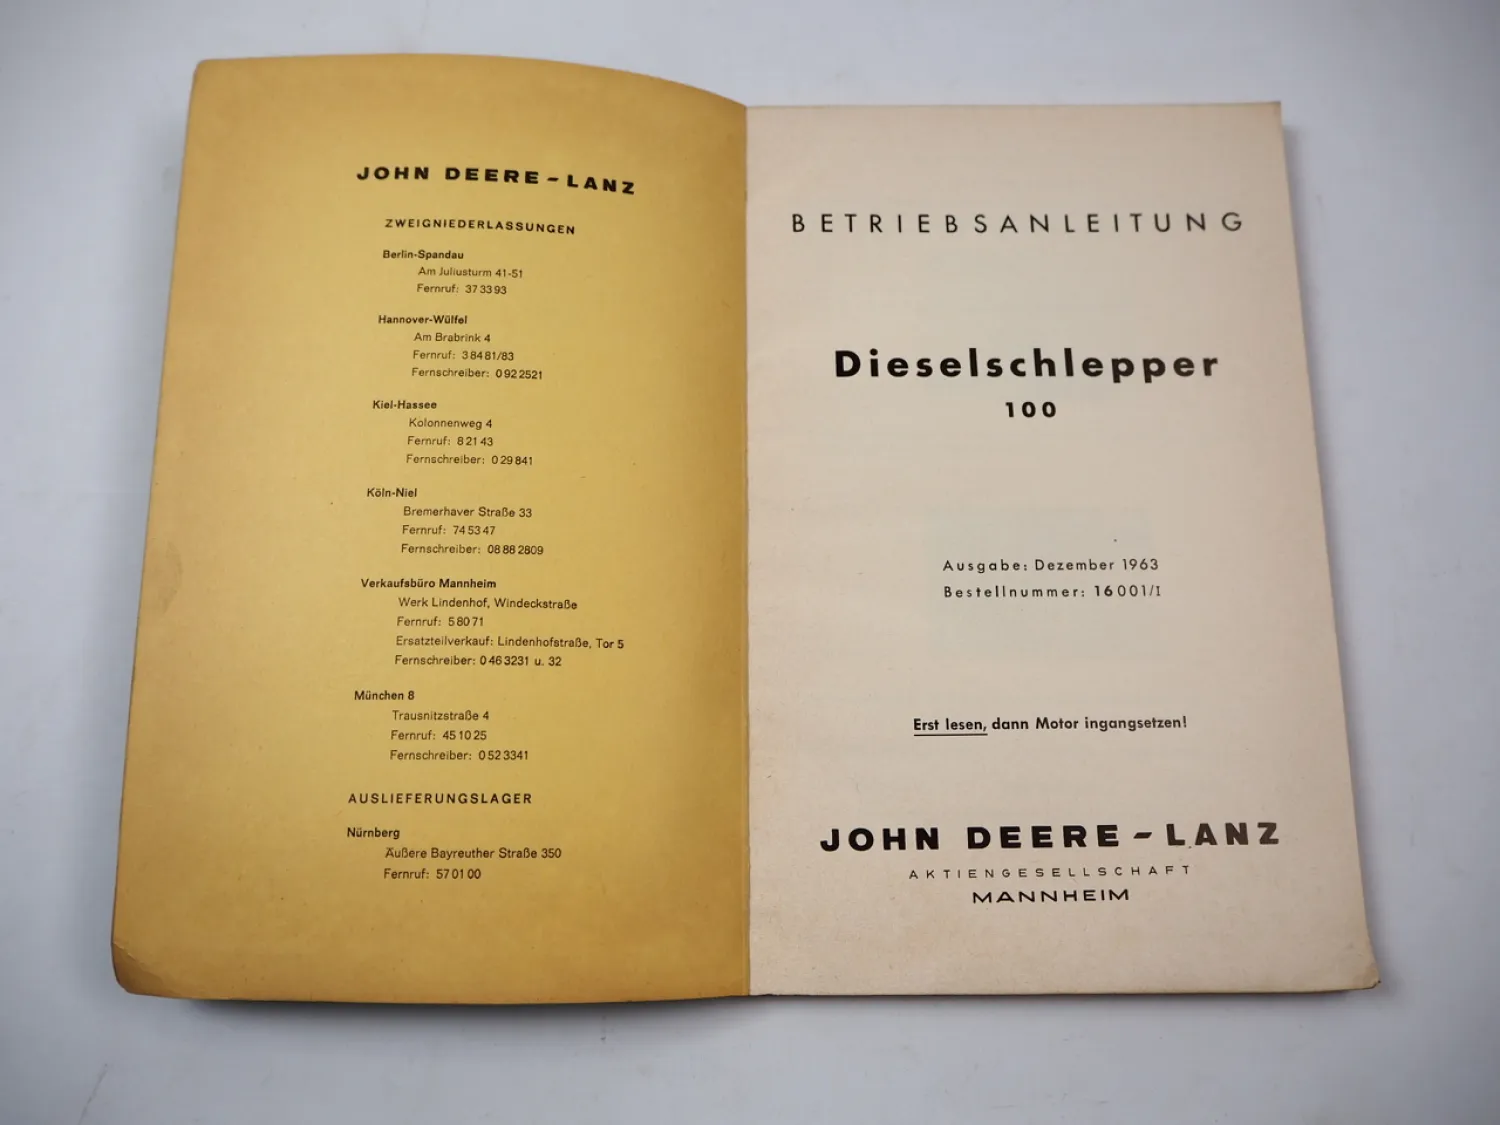 JOHN DEERE-LANZ
ZWEIGNIEDERLASSUNGEN
Berlin-Spandau
Am Juliusturm 41-51
Fernruf: 37 33 93
Hannover-Wülfel
Am Brabrink 4
Fernruf: 3 84 81/83
Fernschreiber: 0 92 2521
Kiel-Hassee
Kolonnenweg 4
Fernruf: 8 21 43
Fernschreiber: 0 29 841
Köln-Niel
Bremerhaver Straße 33
Fernruf: 74 53 47
Fernschreiber: 08 88 2809
Verkaufsbüro Mannheim
Werk Lindenhof, Windeckstraße
Fernruf: 5 80 71
Ersatzteilverkauf: Lindenhofstraße, Tor 5
Fernschreiber: 0 46 3231 u. 32
München 8
Trausnitzstraße 4
Fernruf: 45 10 25
Fernschreiber: 0 52 3341
AUSLIEFERUNGSLAGER
Nürnberg
Äußere Bayreuther Straße 350
Fernruf: 57 01 00
BETRIEBSANLEITUNG
Dieselschlepper
100
Ausgabe: Dezember 1963
Bestellnummer: 16 001/I
Erst lesen, dann Motor ingangsetzen!
JOHN DEERE-LANZ
AKTIENGESELLSCHAFT
MANNHEIM